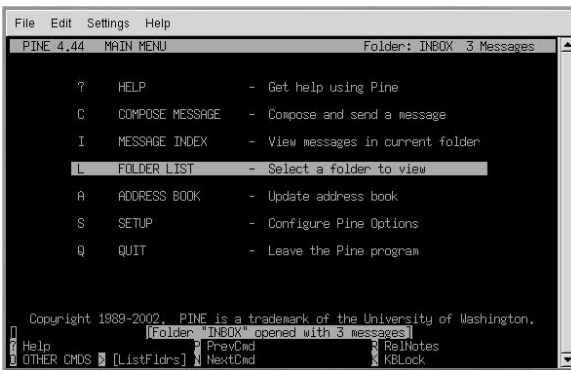 File Edit Settings Help
PINE 4.44 MAIN MENU Folder: INBOX 3 Messages
? HELP - Get help using Pine
C COMPOSE MESSAGE - Compose and send a message
I MESSAGE INDEX - View messages in current folder
L FOLDER LIST - Select a folder to view
A ADDRESS BOOK - Update address book
S SETUP - Configure Pine Options
Q QUIT - Leave the Pine program
Copyright 1989-2002. PINE is a trademark of the University of Washington.
[Folder "INBOX" opened with 3 messages]
? Help P PrevCmd R RelNotes
O OTHER CMDS > [ListFldrs] N NextCmd K KBLock